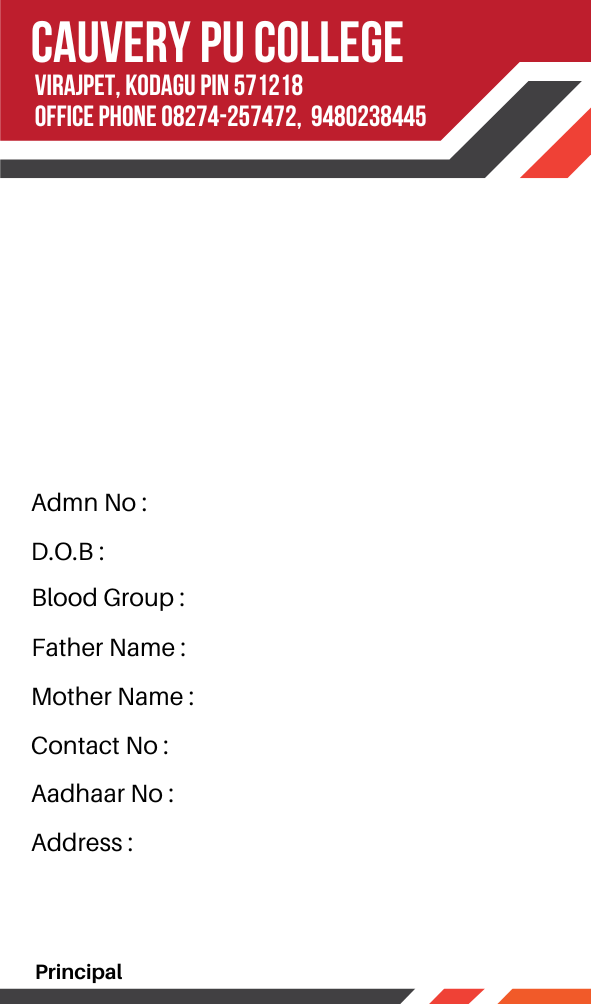 CAUVERY PU COLLEGE
VIRAJPET, KODAGU PIN 571218
OFFICE PHONE 08274-257472, 9480238445
Admn No :
D.O.B :
Blood Group :
Father Name :
Mother Name :
Contact No :
Aadhaar No :
Address :
Principal